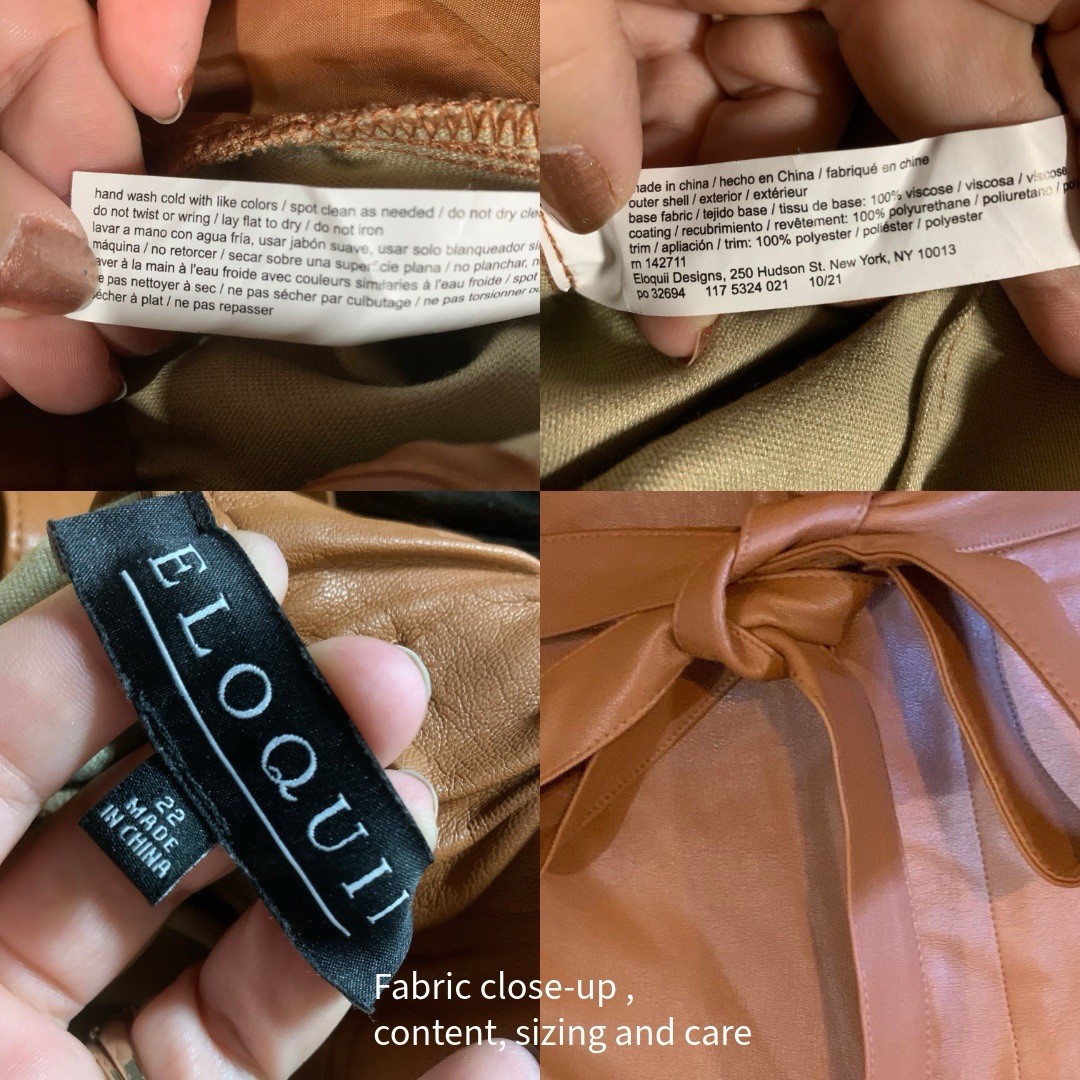 hand wash cold with like colors / spot clean as needed / do not dry
do not twist or wring / lay flat to dry / do not iron
lavar a mano con agua fría, usar jabón suave, usar solo blanqueador
máquina / no retorcer / secar sobre una superficie plana / no planchar,
laver à la main à l'eau froide avec couleurs similaries à l'eau froide / spot
pas nettoyer à sec / ne pas sécher par culbutage / ne pas torsionner
sécher à plat / ne pas repasser
made in china / hecho en China / fabriqué en chine
outer shell / exterior / extérieur
base fabric / tejido base / tissu de base: 100% viscose / viscosa / viscose
coating / recubrimiento / revêtement: 100% polyurethane / poliuretano /
trim / apliación / trim: 100% polyester / poliéster / polyester
m 142711
Eloquii Designs, 250 Hudson St. New York, NY 10013
po 32694 117 5324 021 10/21
ELOQUII
22
MADE
IN CHINA
Fabric close-up ,
content, sizing and care